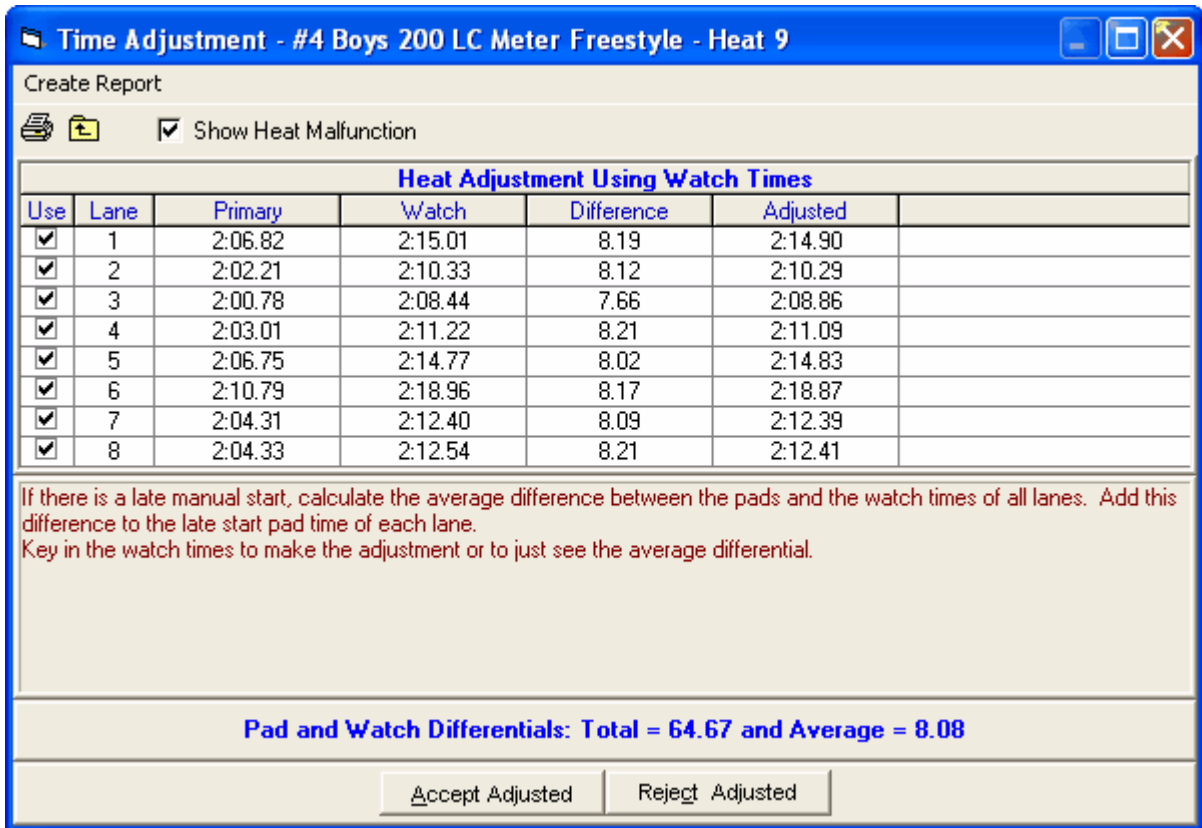 Time Adjustment - #4 Boys 200 LC Meter Freestyle - Heat 9
Create Report
Show Heat Malfunction
Heat Adjustment Using Watch Times
Use Lane Primary Watch Difference Adjusted
1 2:06.82 2:15.01 8.19 2:14.90
2 2:02.21 2:10.33 8.12 2:10.29
3 2:00.78 2:08.44 7.66 2:08.86
4 2:03.01 2:11.22 8.21 2:11.09
5 2:06.75 2:14.77 8.02 2:14.83
6 2:10.79 2:18.96 8.17 2:18.87
7 2:04.31 2:12.40 8.09 2:12.39
8 2:04.33 2:12.54 8.21 2:12.41
If there is a late manual start, calculate the average difference between the pads and the watch times of all lanes.  Add this
difference to the late start pad time of each lane.
Key in the watch times to make the adjustment or to just see the average differential.
Pad and Watch Differentials: Total = 64.67 and Average = 8.08
Accept Adjusted Reject Adjusted